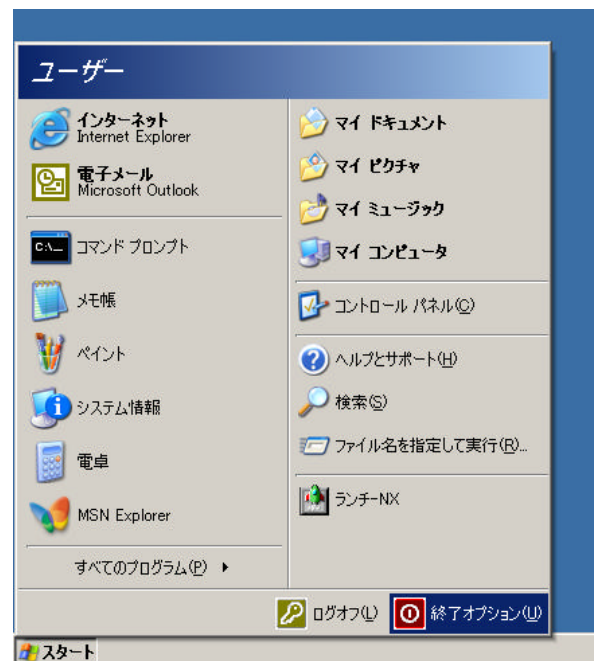 ユーザー
インターネット
Internet Explorer
電子メール
Microsoft Outlook
コマンド プロンプト
メモ帳
ペイント
システム情報
電卓
MSN Explorer
すべてのプログラム(P)
マイ ドキュメント
マイ ピクチャ
マイ ミュージック
マイ コンピュータ
コントロール パネル(C)
ヘルプとサポート(H)
検索(S)
ファイル名を指定して実行(R)...
ランチ-NX
ログオフ(L)
終了オプション(U)
スタート